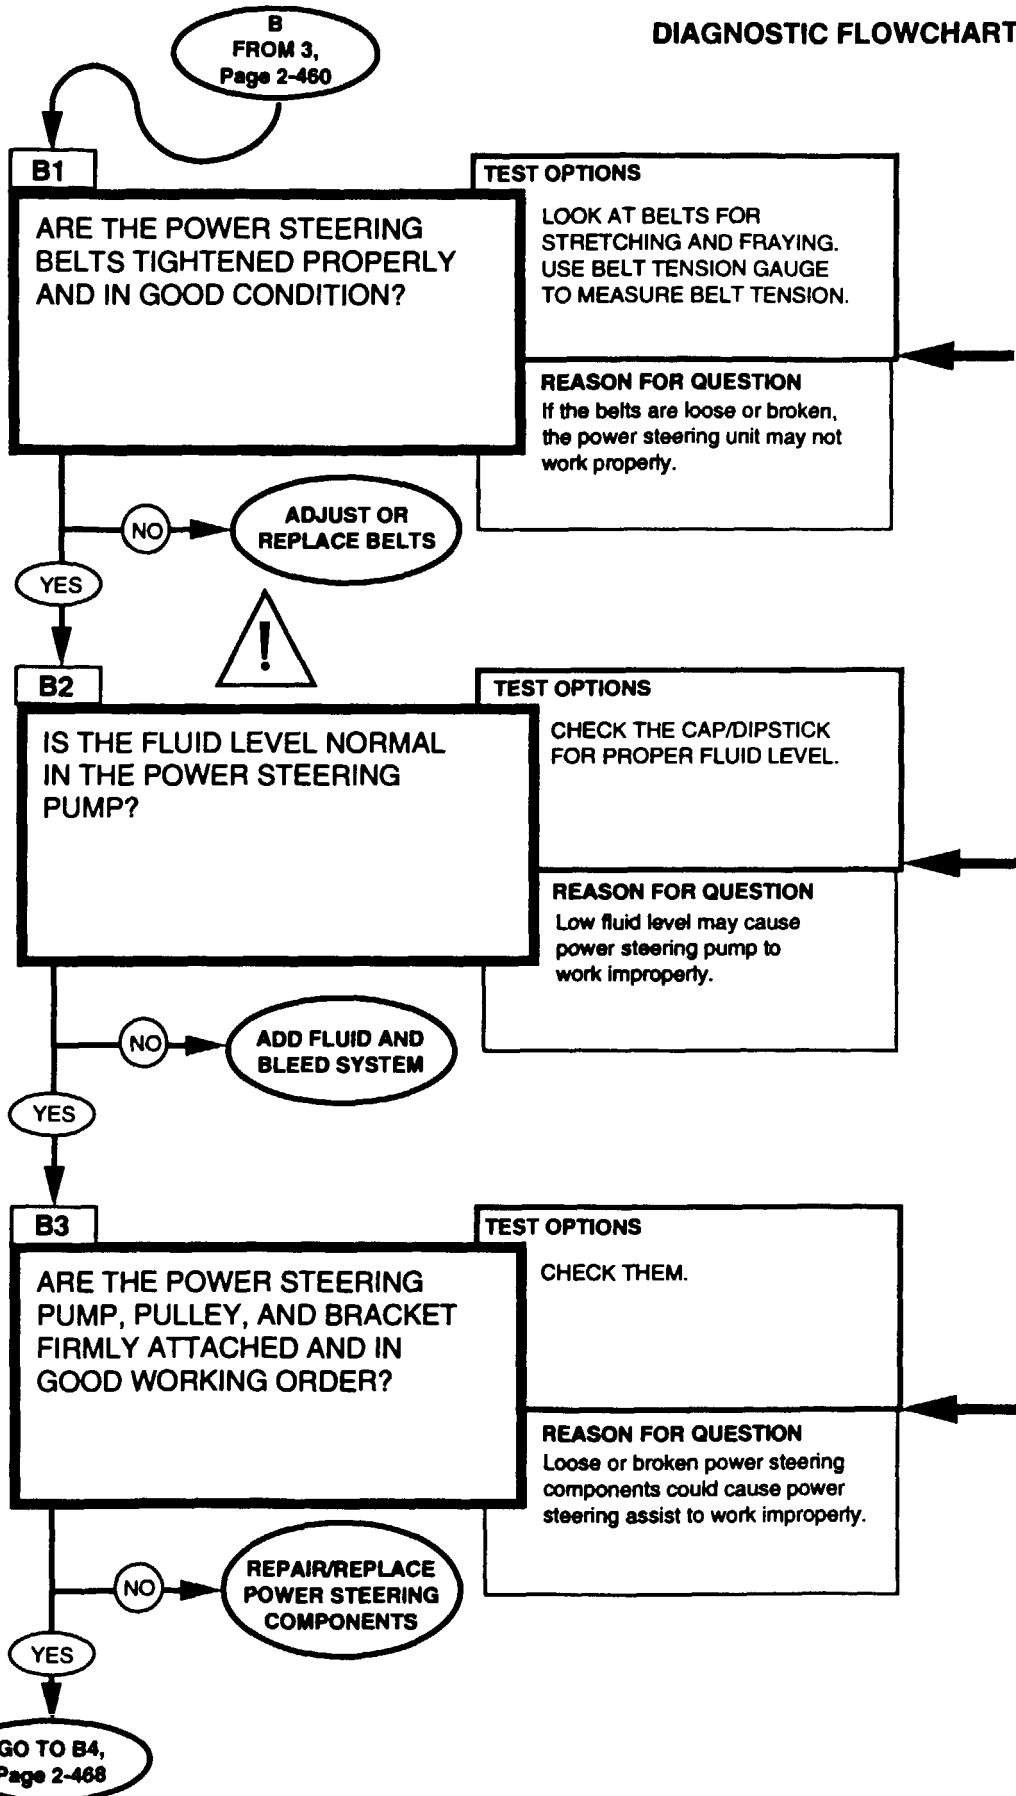 DIAGNOSTIC FLOWCHART
B
FROM 3,
Page 2-460
B1
ARE THE POWER STEERING
BELTS TIGHTENED PROPERLY
AND IN GOOD CONDITION?
TEST OPTIONS
LOOK AT BELTS FOR
STRETCHING AND FRAYING.
USE BELT TENSION GAUGE
TO MEASURE BELT TENSION.
REASON FOR QUESTION
If the belts are loose or broken,
the power steering unit may not
work properly.
NO
ADJUST OR
REPLACE BELTS
YES
!
B2
IS THE FLUID LEVEL NORMAL
IN THE POWER STEERING
PUMP?
TEST OPTIONS
CHECK THE CAP/DIPSTICK
FOR PROPER FLUID LEVEL.
REASON FOR QUESTION
Low fluid level may cause
power steering pump to
work improperly.
NO
ADD FLUID AND
BLEED SYSTEM
YES
B3
ARE THE POWER STEERING
PUMP, PULLEY, AND BRACKET
FIRMLY ATTACHED AND IN
GOOD WORKING ORDER?
TEST OPTIONS
CHECK THEM.
REASON FOR QUESTION
Loose or broken power steering
components could cause power
steering assist to work improperly.
NO
REPAIR/REPLACE
POWER STEERING
COMPONENTS
YES
GO TO B4,
Page 2-468